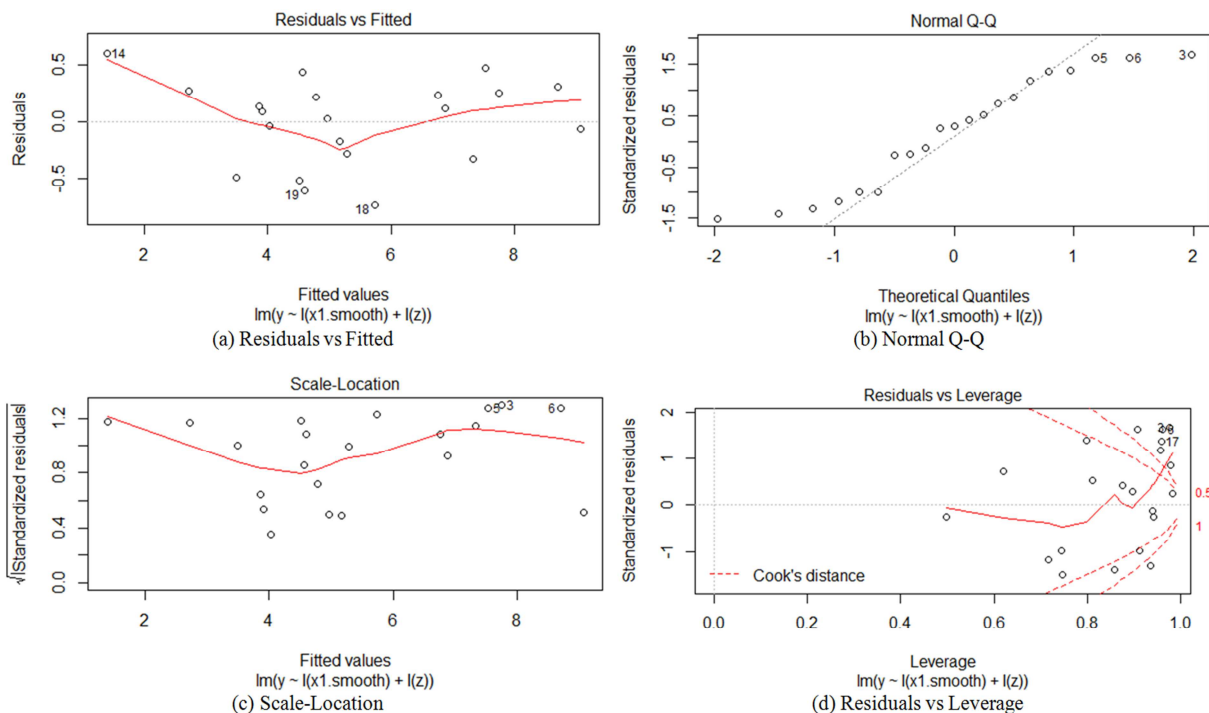 Residuals vs Fitted
Residuals
0.5
0.0
-0.5
14
19
18
2
4
6
8
Fitted values
lm(y ~ I(x1.smooth) + I(z))
(a) Residuals vs Fitted
Normal Q-Q
Standardized residuals
1.5
0.5
-0.5
-1.5
5
6
3
-2
-1
0
1
2
Theoretical Quantiles
lm(y ~ I(x1.smooth) + I(z))
(b) Normal Q-Q
Scale-Location
√|Standardized residuals|
1.2
0.8
0.4
0.0
5
3
6
2
4
6
8
Fitted values
lm(y ~ I(x1.smooth) + I(z))
(c) Scale-Location
Residuals vs Leverage
Standardized residuals
2
1
0
-1
17
0.5
1
Cook's distance
0.0
0.2
0.4
0.6
0.8
1.0
Leverage
lm(y ~ I(x1.smooth) + I(z))
(d) Residuals vs Leverage